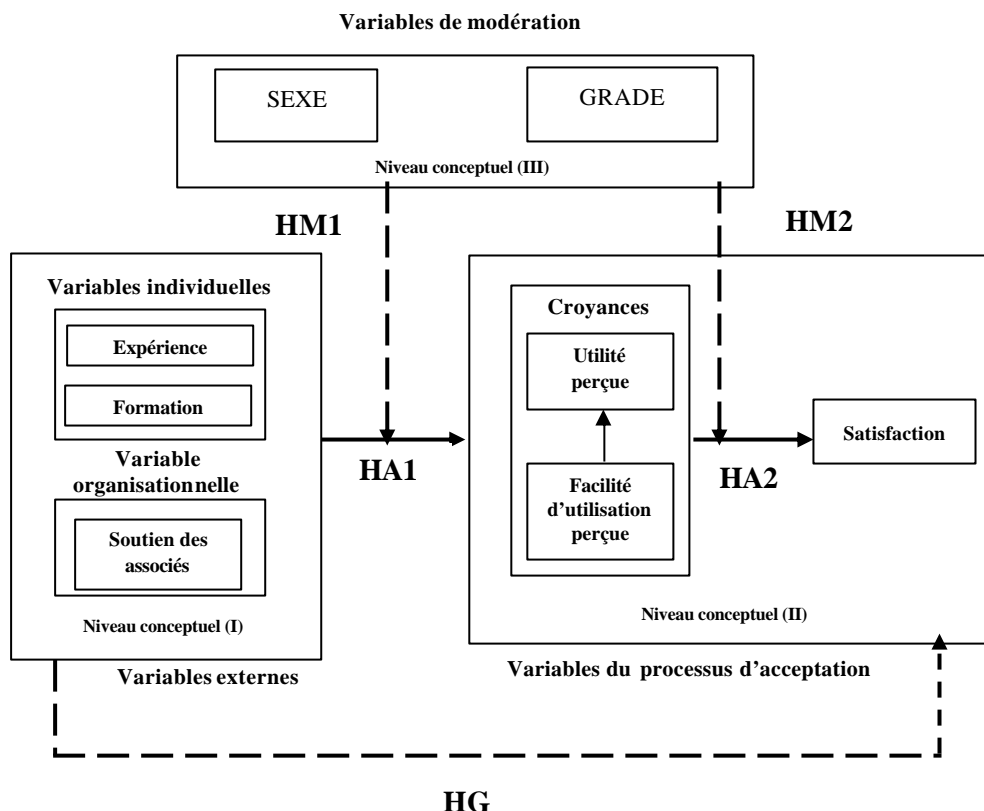 Variables de modération
SEXE
GRADE
Niveau conceptuel (III)
HM1
HM2
Variables individuelles
Expérience
Formation
Variable
organisationnelle
Soutien des
associés
Niveau conceptuel (I)
Variables externes
HA1
Croyances
Utilité
perçue
Facilité
d'utilisation
perçue
HA2
Satisfaction
Niveau conceptuel (II)
Variables du processus d'acceptation
HG